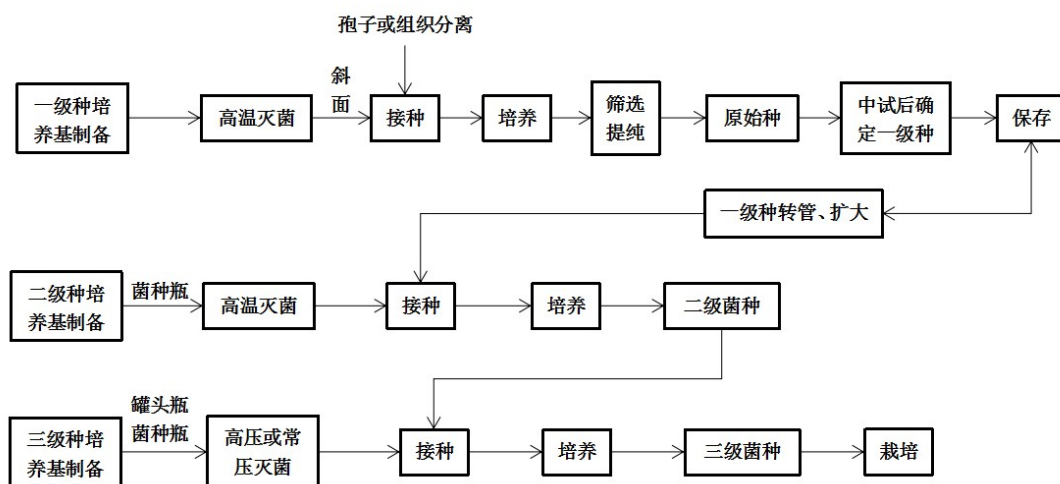 孢子或组织分离
斜
面
一级种培
养基制备
高温灭菌
接种
培养
筛选
提纯
原始种
中试后确
定一级种
保存
一级种转管、扩大
二级种培
养基制备
菌种瓶
高温灭菌
接种
培养
二级菌种
罐头瓶
菌种瓶
三级种培
养基制备
高压或常
压灭菌
接种
培养
三级菌种
栽培